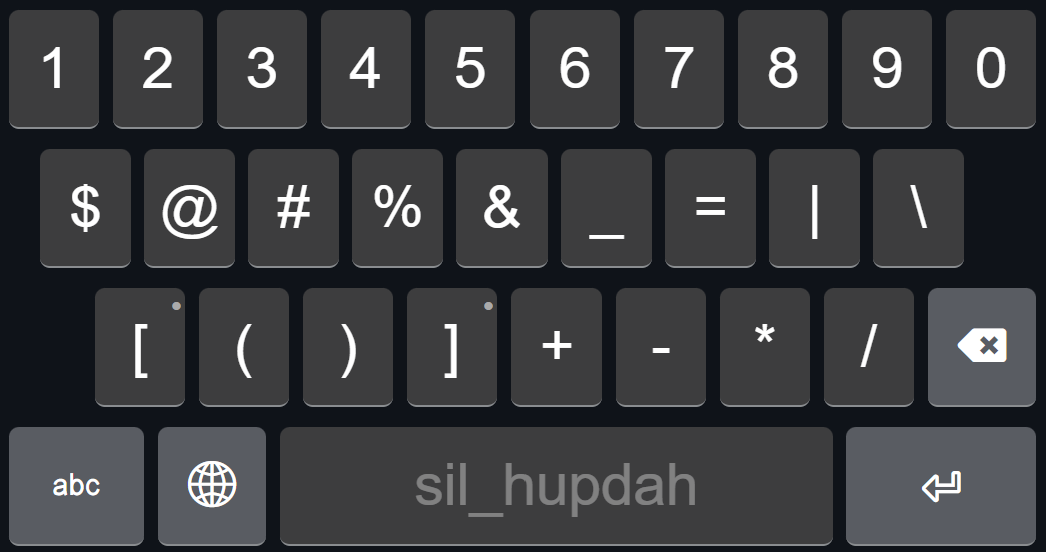 1 2 3 4 5 6 7 8 9 0
$ @ # % & _ = | \
[ ( ) ] + - * /
abc sil_hupdah